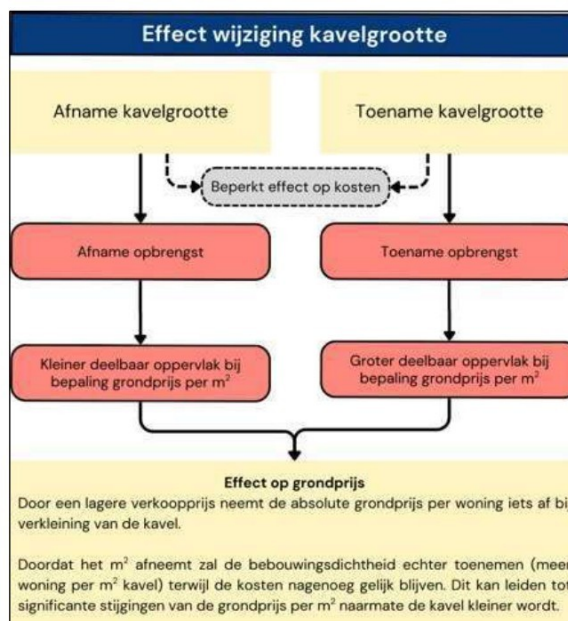 Effect wijziging kavelgrootte
Afname kavelgrootte
Toename kavelgrootte
Beperkt effect op kosten
Afname opbrengst
Toename opbrengst
Kleiner deelbaar oppervlak bij
bepaling grondprijs per m²
Groter deelbaar oppervlak bij
bepaling grondprijs per m²
Effect op grondprijs
Door een lagere verkoopprijs neemt de absolute grondprijs per woning iets af bij
verkleining van de kavel.
Doordat het m² afneemt zal de bebouwingsdichtheid echter toenemen (meer
woning per m² kavel) terwijl de kosten nagenoeg gelijk blijven. Dit kan leiden tot
significante stijgingen van de grondprijs per m² naarmate de kavel kleiner wordt.